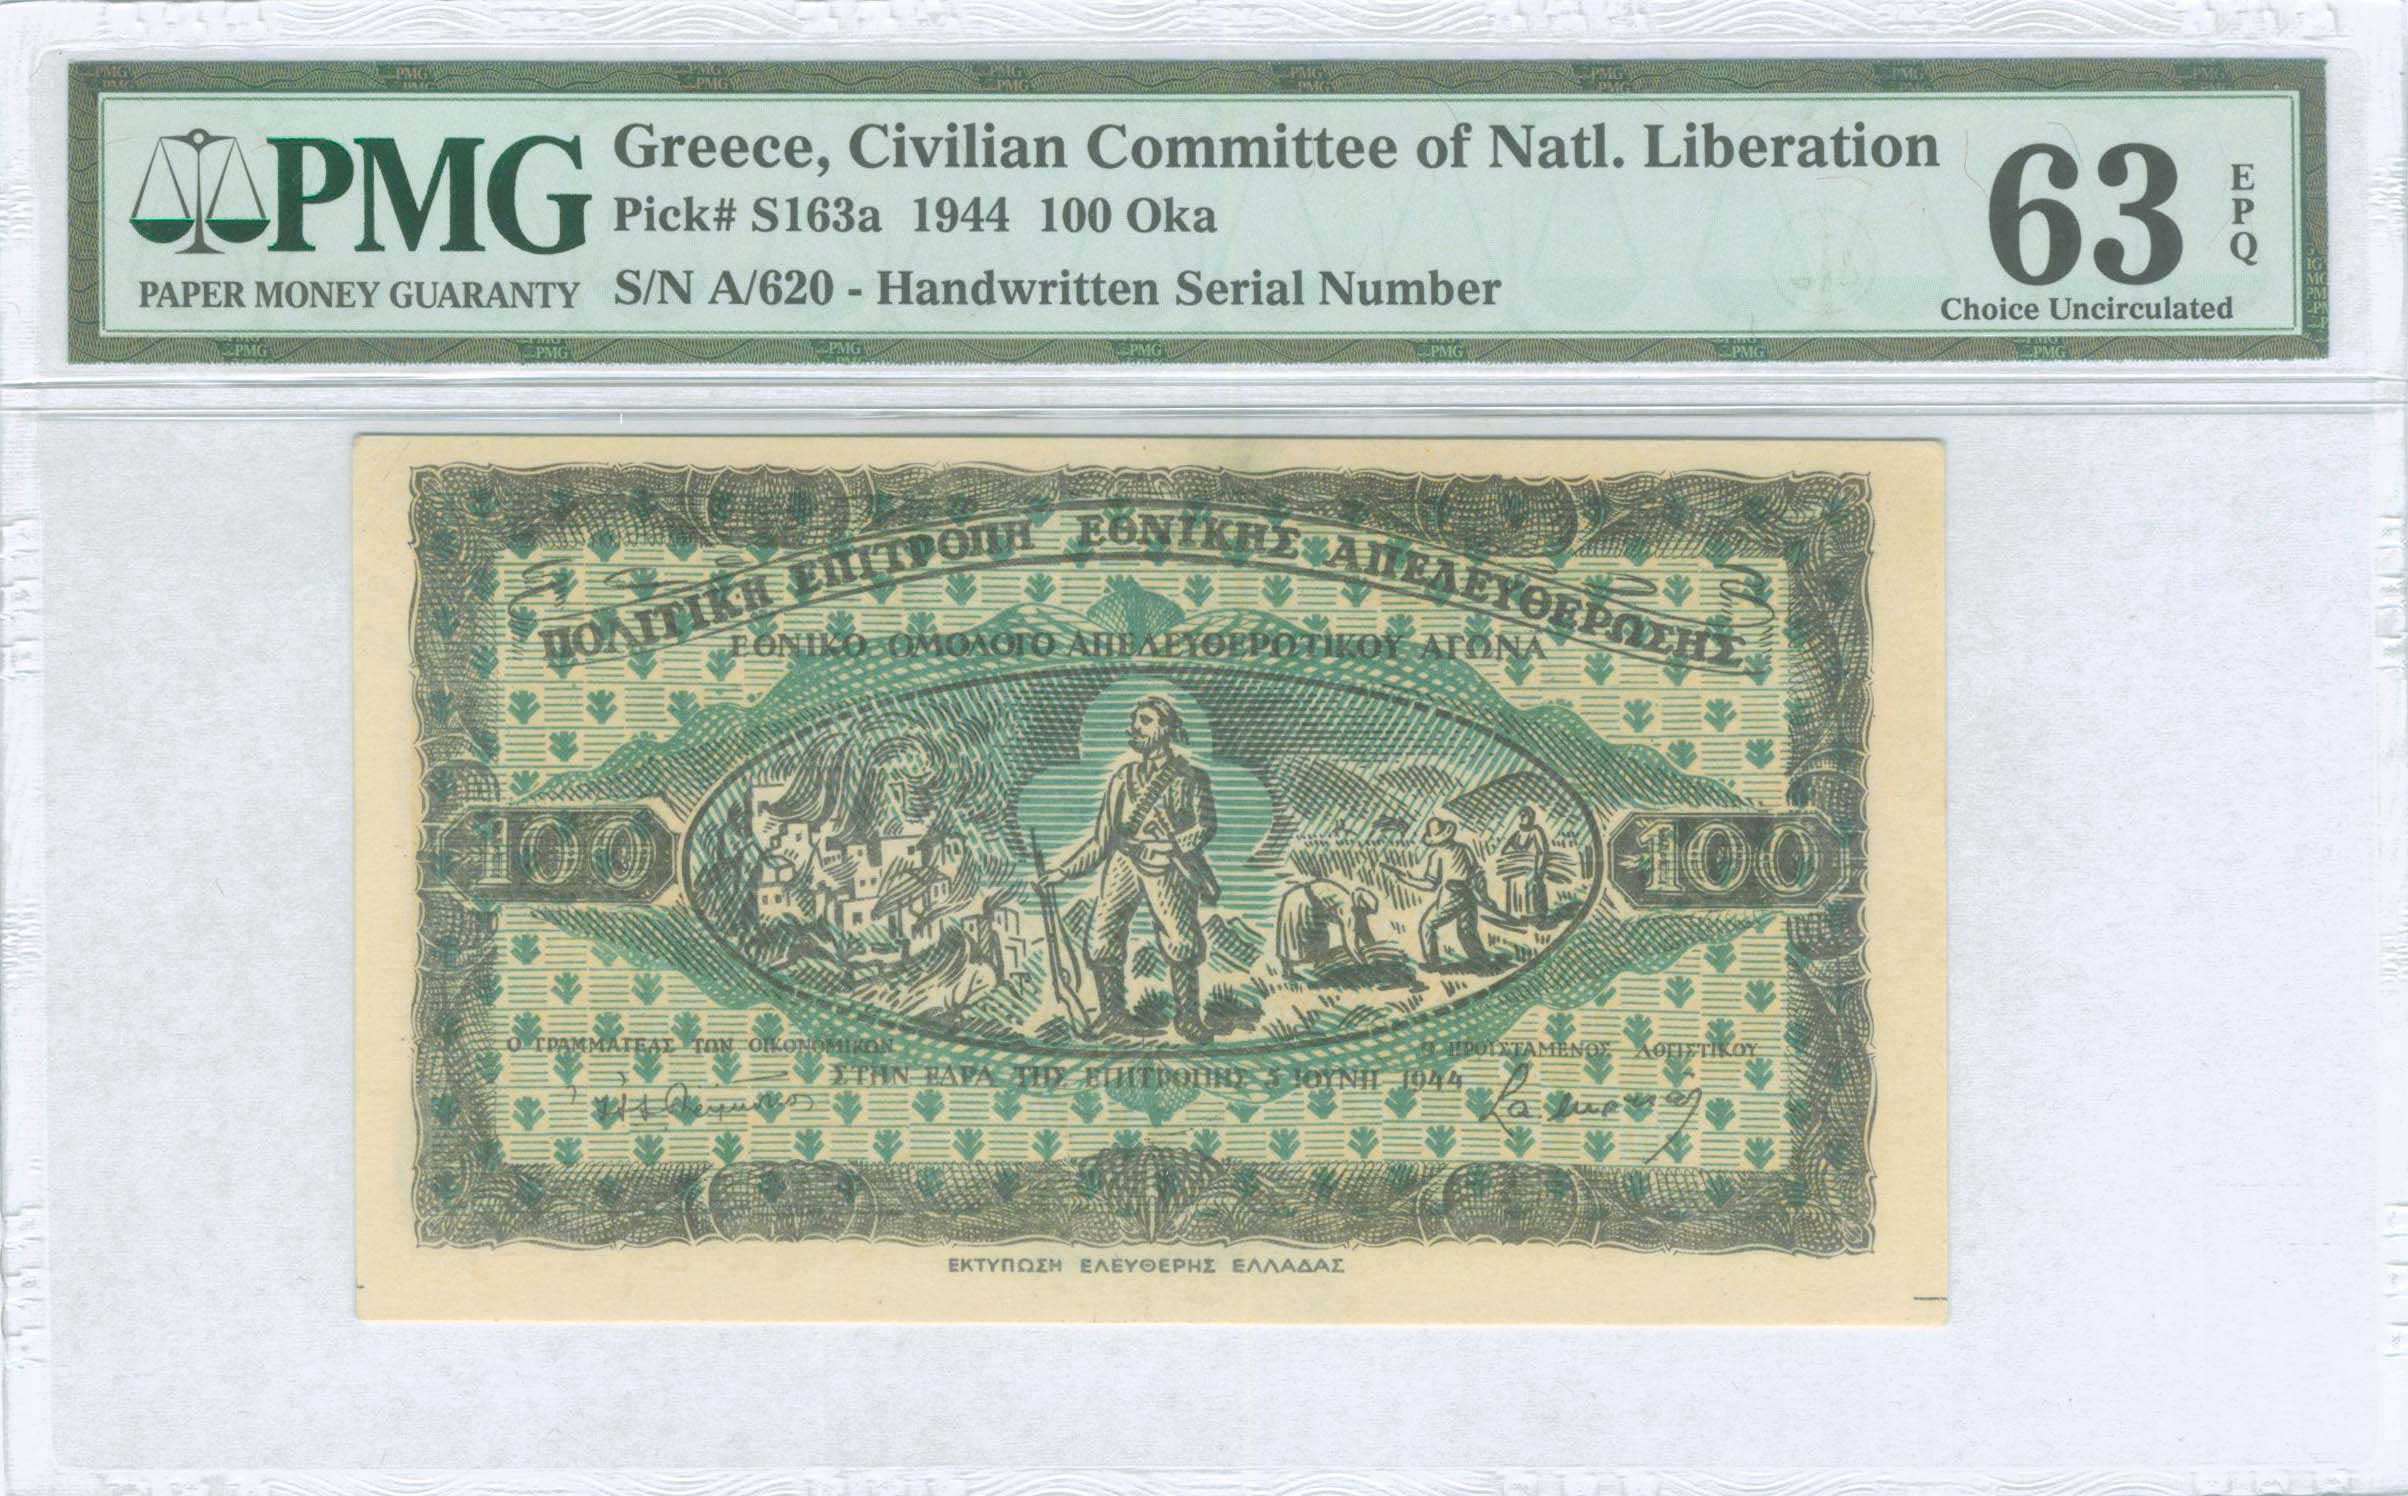 PMG
PAPER MONEY GUARANTY
Greece, Civilian Committee of Natl. Liberation
Pick# S163a 1944 100 Oka
S/N A/620 - Handwritten Serial Number
63
EPQ
Choice Uncirculated
ΠΟΛΙΤΙΚΗ ΕΠΙΤΡΟΠΗ ΕΘΝΙΚΗΣ ΑΠΕΛΕΥΘΕΡΩΣΗΣ
ΕΘΝΙΚΟ ΟΜΟΛΟΓΟ ΑΠΕΛΕΥΘΕΡΩΤΙΚΟΥ ΑΓΩΝΑ
100 100
Ο ΓΡΑΜΜΑΤΕΑΣ ΤΩΝ ΟΙΚΟΝΟΜΙΚΩΝ
Ο ΠΡΟΪΣΤΑΜΕΝΟΣ ΛΟΓΙΣΤΙΚΟΥ
ΣΤΗΝ ΕΔΡΑ ΤΗΣ ΕΠΙΤΡΟΠΗΣ 5 ΙΟΥΝΗ 1944
ΕΚΤΥΠΩΣΗ ΕΛΕΥΘΕΡΗΣ ΕΛΛΑΔΑΣ